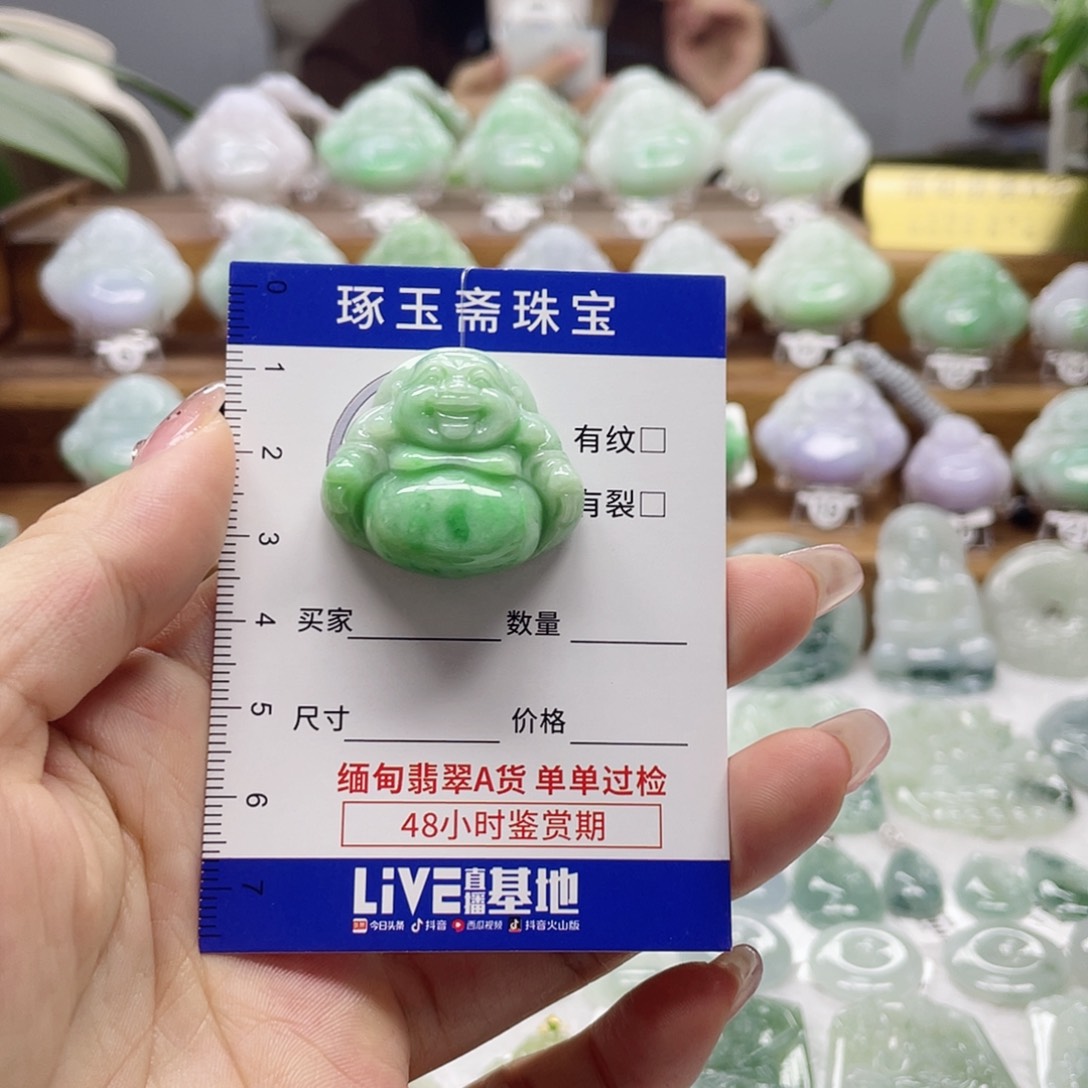 琢玉斋珠宝
0
1
2
3
4
5
6
7
有纹□
有裂□
买家 数量
尺寸 价格
缅甸翡翠A货 单单过检
48小时鉴赏期
LiVE直播基地
今日头条 抖音 西瓜视频 抖音火山版